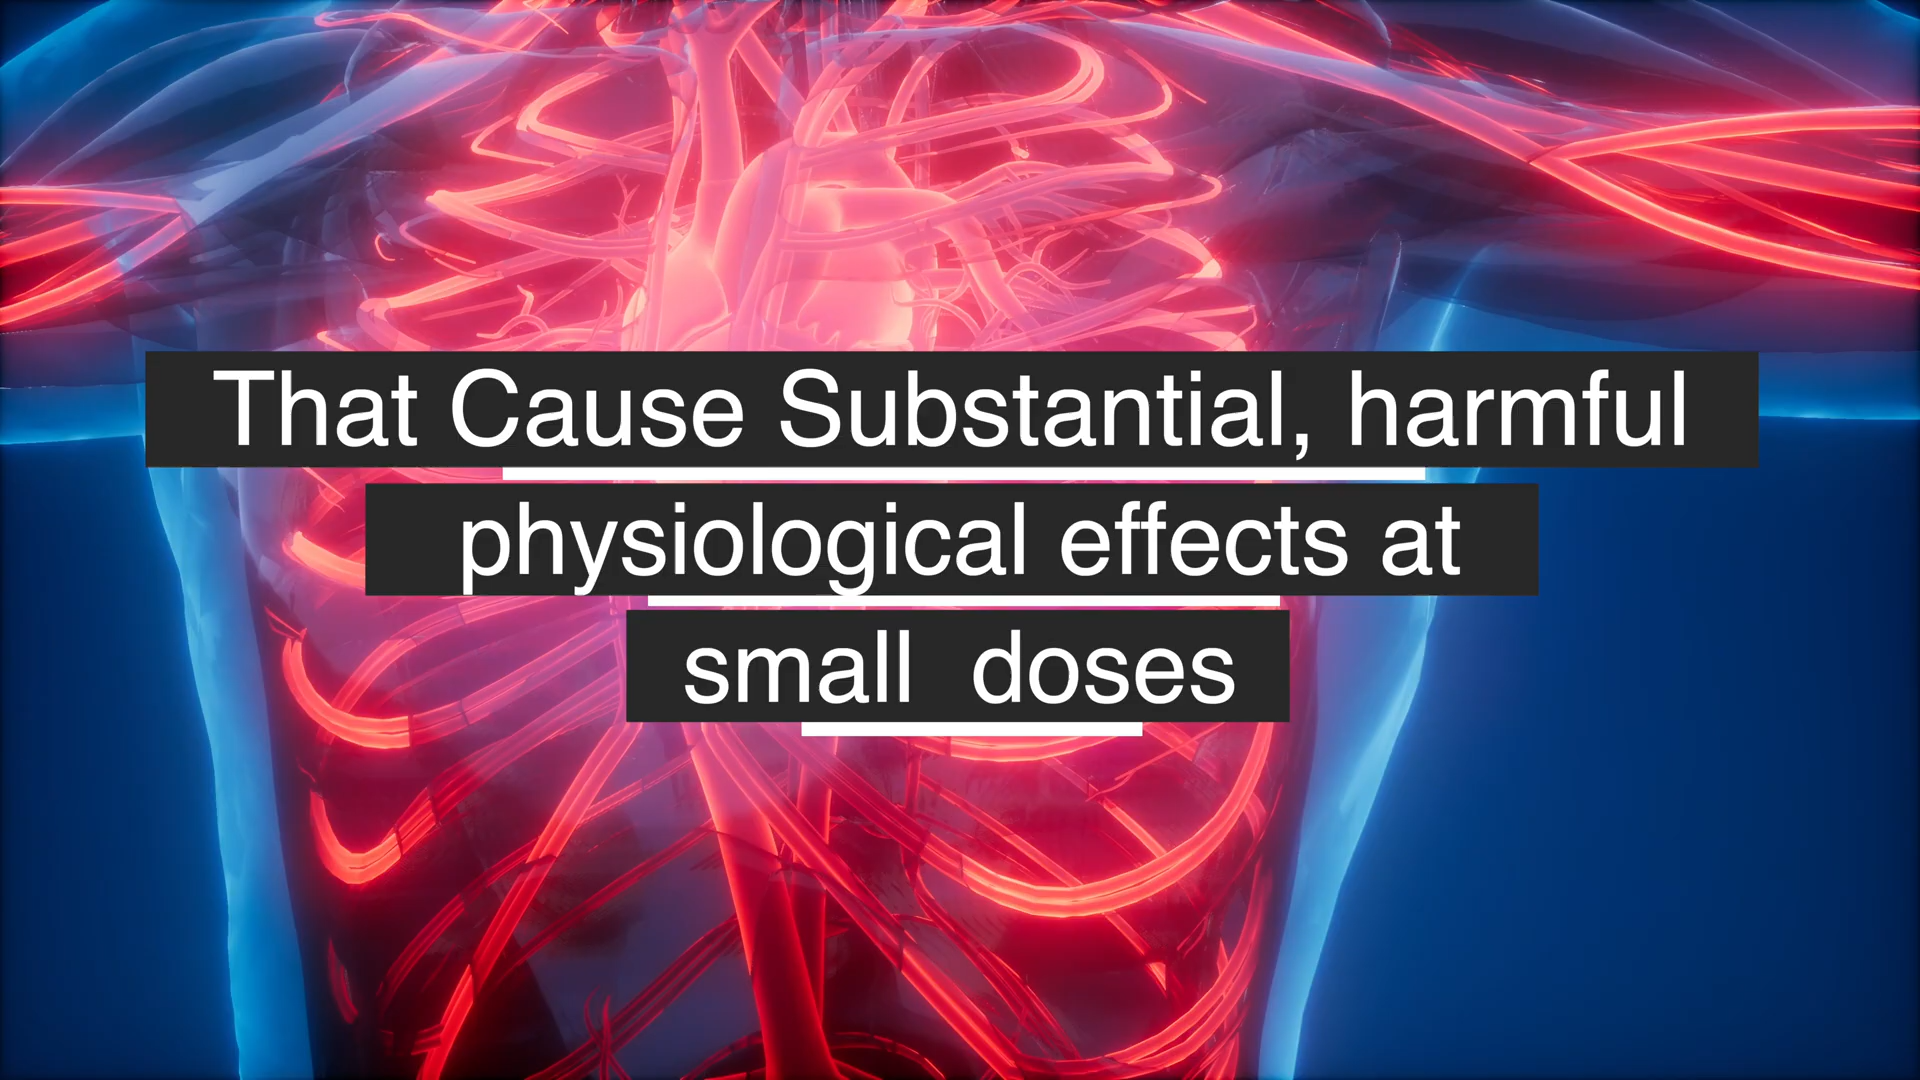 That Cause Substantial, harmful
physiological effects at
small  doses